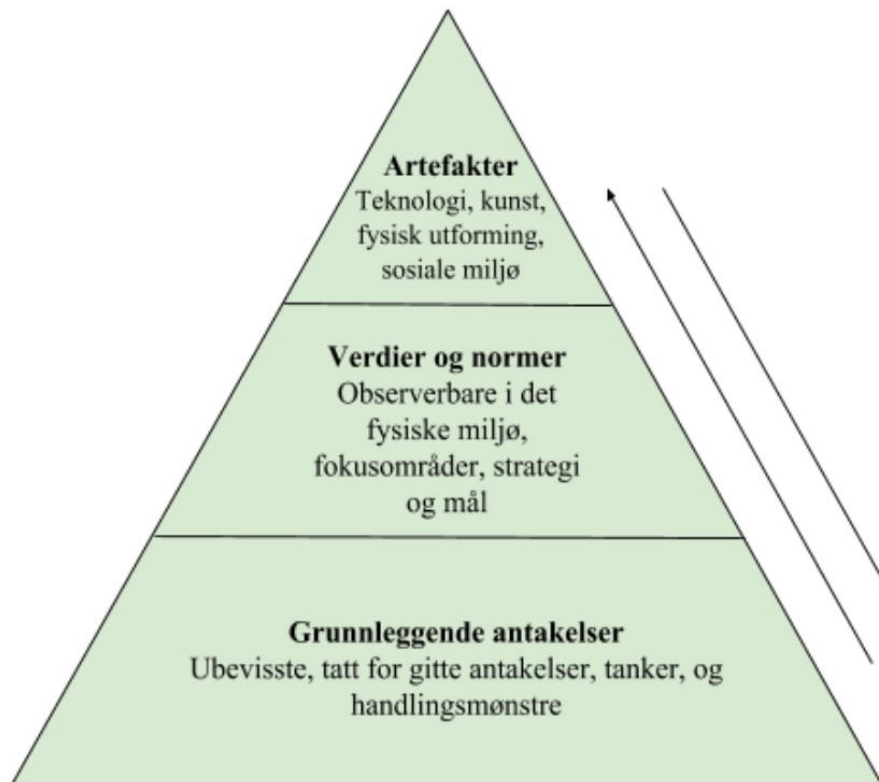 Artefakter
Teknologi, kunst,
fysisk utforming,
sosiale miljø
Verdier og normer
Observerbare i det
fysiske miljø,
fokusområder, strategi
og mål
Grunnleggende antakelser
Ubevisste, tatt for gitte antakelser, tanker, og
handlingsmønstre